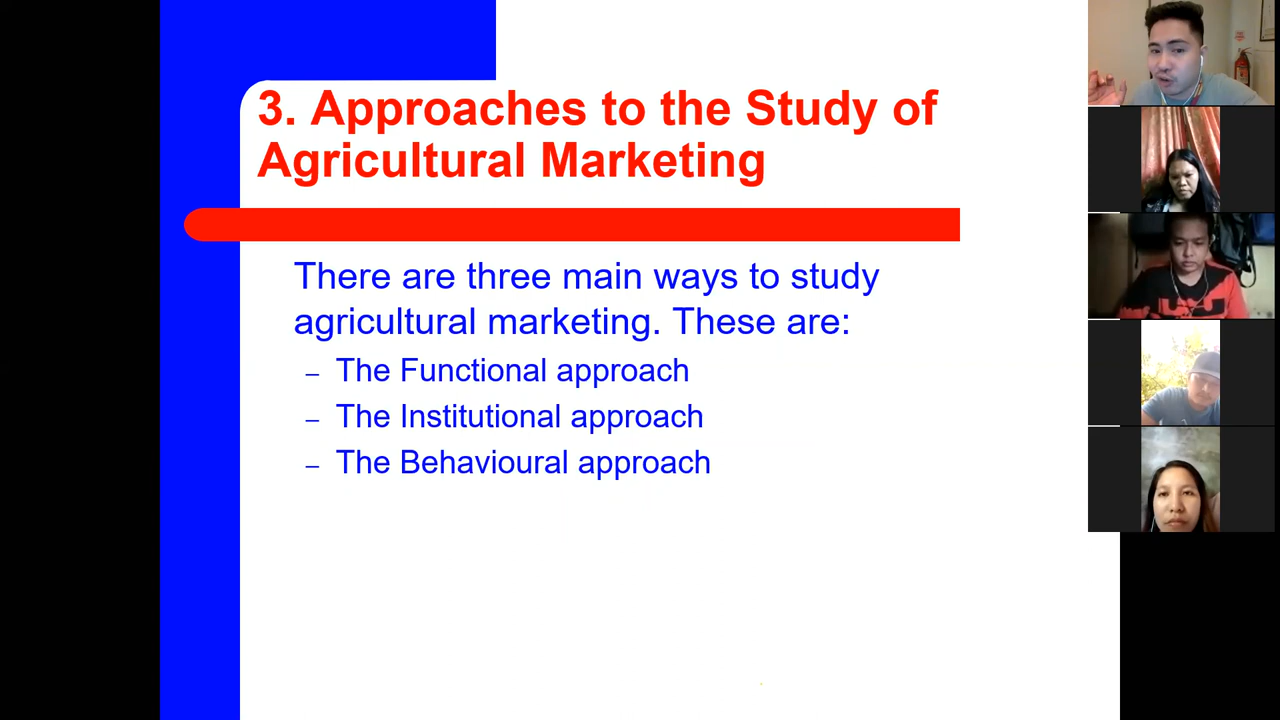 3. Approaches to the Study of
Agricultural Marketing
There are three main ways to study
agricultural marketing. These are:
– The Functional approach
– The Institutional approach
– The Behavioural approach